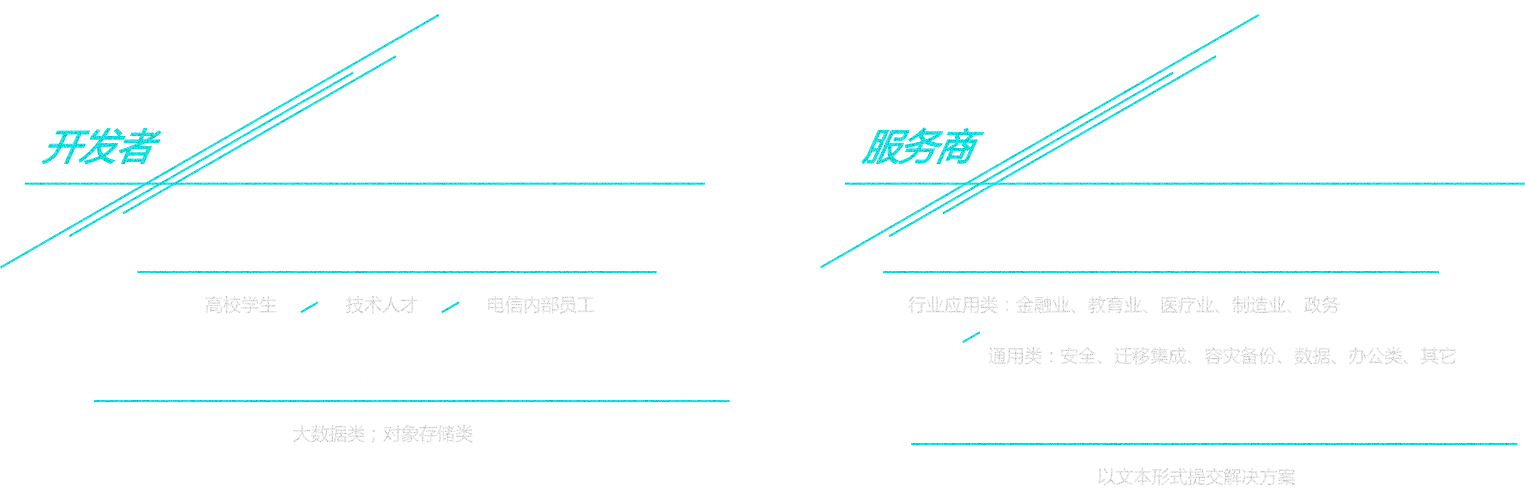 开发者
高校学生 技术人才 电信内部员工
大数据类；对象存储类
服务商
行业应用类：金融业、教育业、医疗业、制造业、政务
通用类：安全、迁移集成、容灾备份、数据、办公类、其它
以文本形式提交解决方案